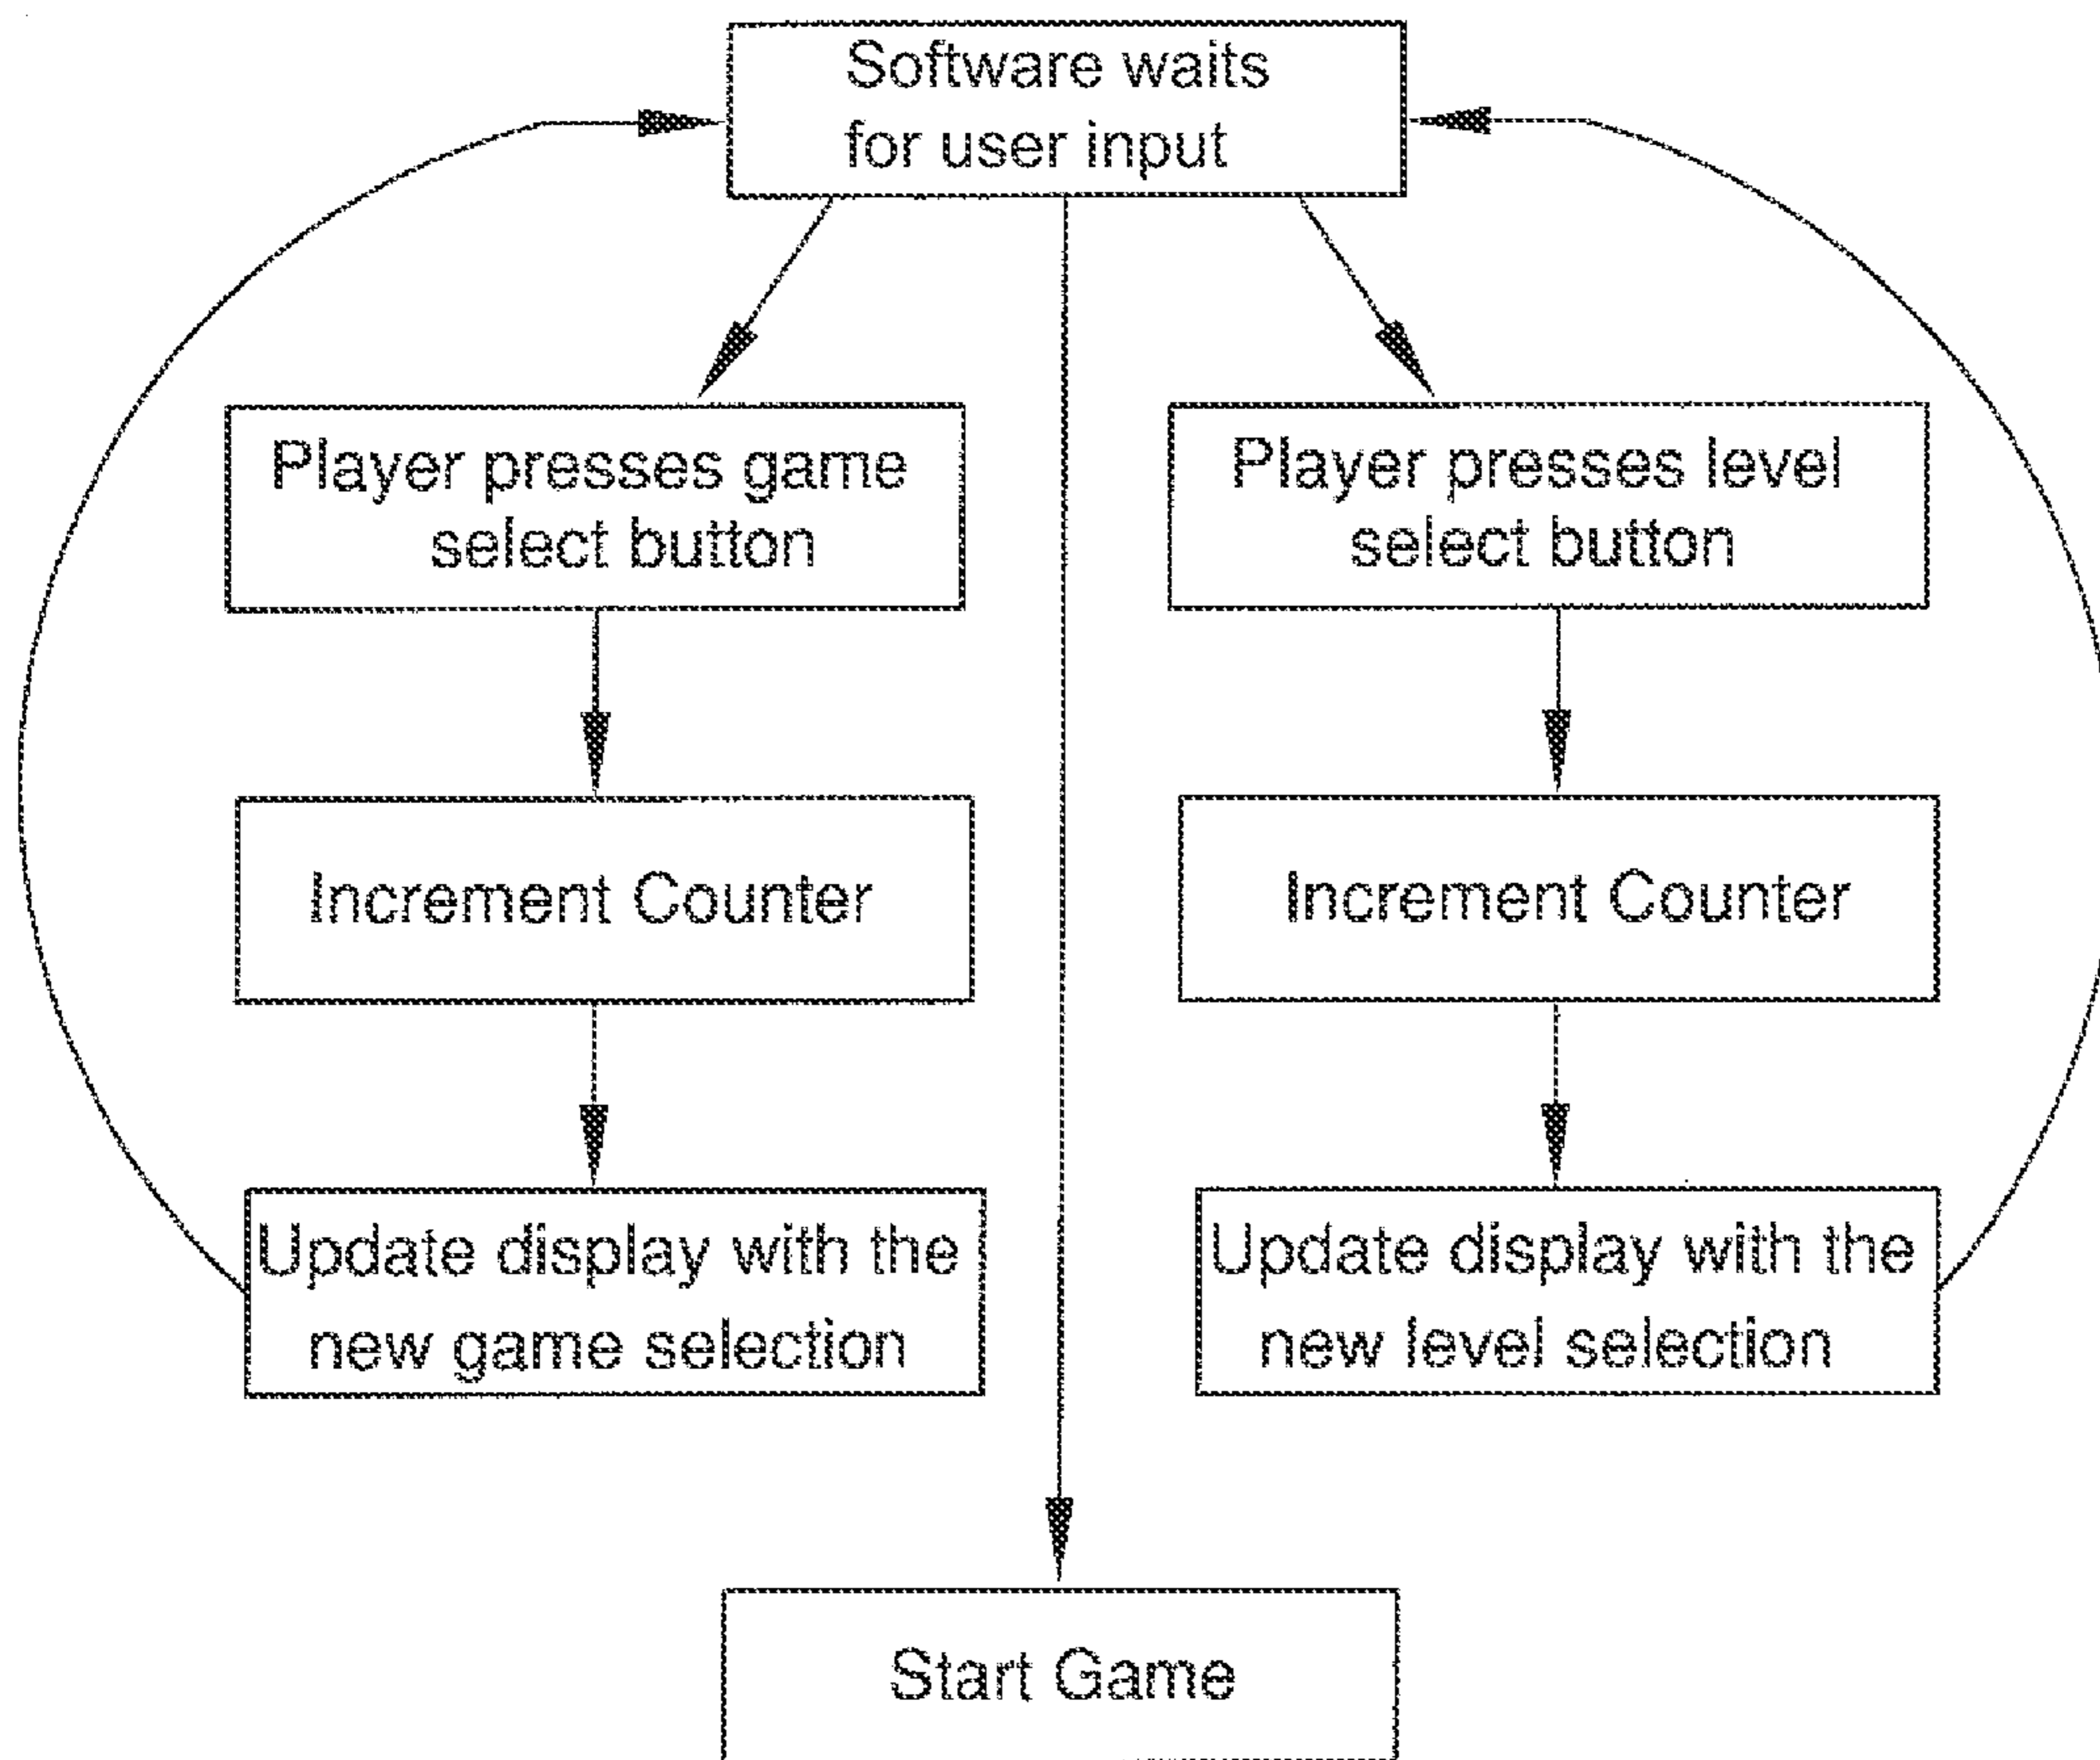 Software waits
for user input
Player presses game
select button
Player presses level
select button
Increment Counter
Increment Counter
Update display with the
new game selection
Update display with the
new level selection
Start Game